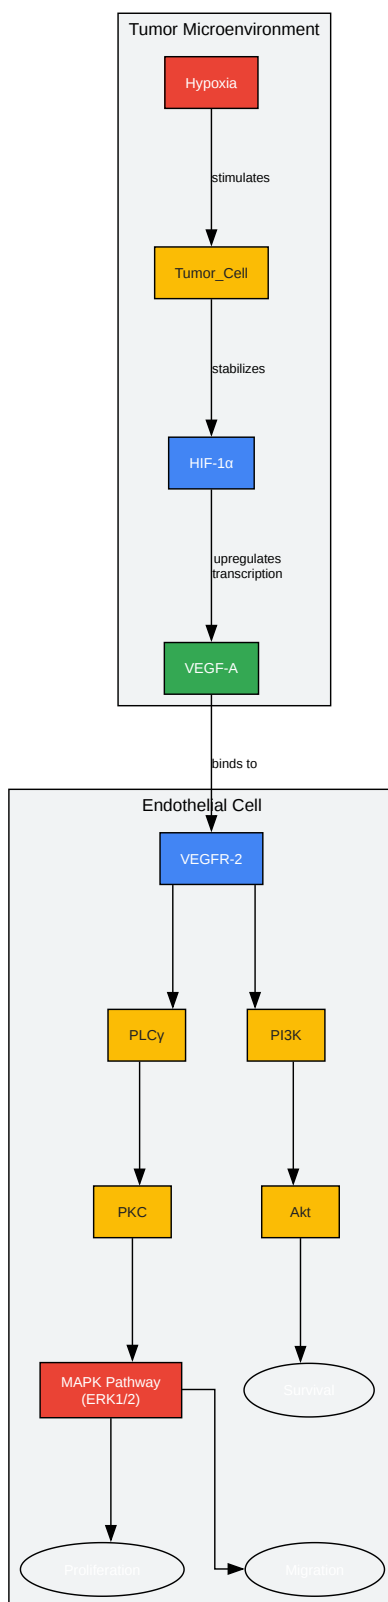 Tumor Microenvironment
Hypoxia
stimulates
Tumor_Cell
stabilizes
HIF-1α
upregulates
transcription
VEGF-A
binds to
Endothelial Cell
VEGFR-2
PLCγ
PI3K
PKC
Akt
MAPK Pathway
(ERK1/2)
Survival
Proliferation
Migration